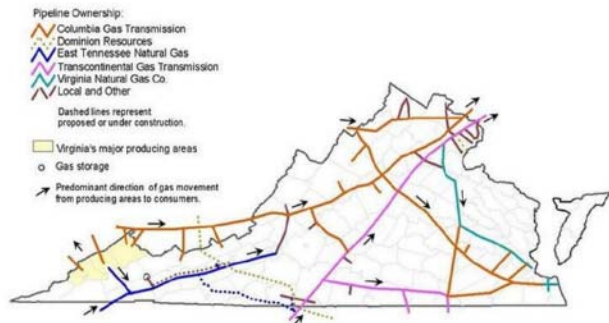 Pipeline Ownership:
Columbia Gas Transmission
Dominion Resources
East Tennessee Natural Gas
Transcontinental Gas Transmission
Virginia Natural Gas Co.
Local and Other
Dashed lines represent
proposed or under construction.
Virginia's major producing areas
Gas storage
Predominant direction of gas movement
from producing areas to consumers.